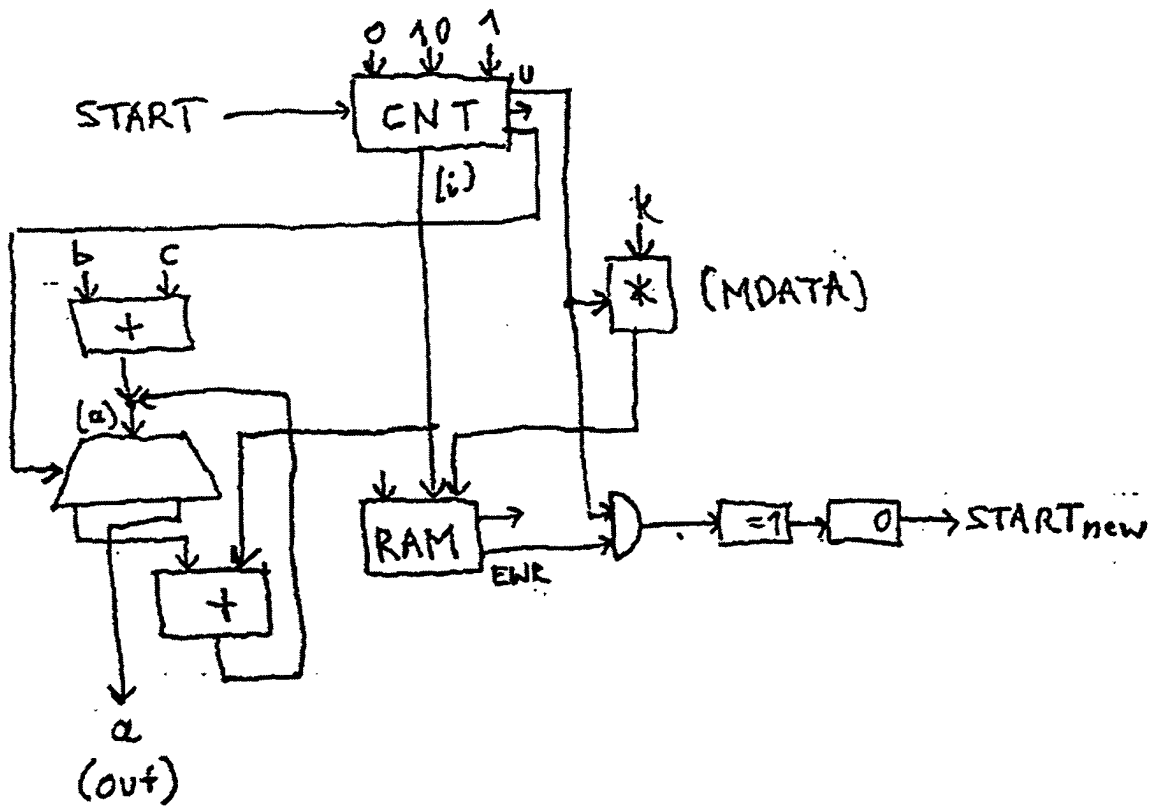 0 10 1
u
START CNT
(i)
k
b c
+
* (MDATA)
(a)
RAM
EWR
=1 0 STARTnew
+
a
(out)